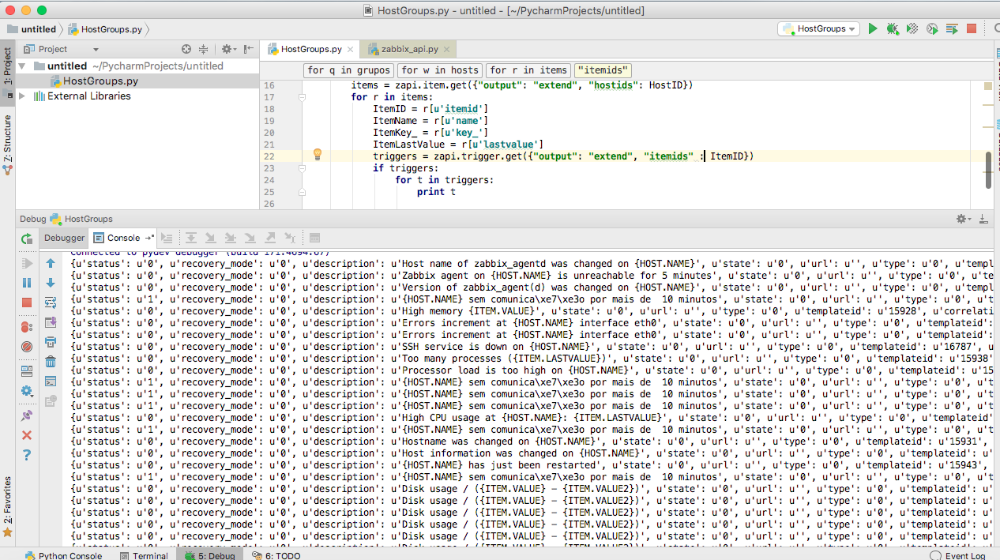 HostGroups.py - untitled - [~/PycharmProjects/untitled]
untitled HostGroups.py HostGroups
Project HostGroups.py zabbix_api.py
1: Project
untitled ~/PycharmProjects/untitled
HostGroups.py
External Libraries
Z: Structure
2: Favorites
for q in grupos for w in hosts for r in items "itemids"
16 items = zapi.item.get({"output": "extend", "hostids": HostID})
17 for r in items:
18 ItemID = r[u'itemid']
19 ItemName = r[u'name']
20 ItemKey_ = r[u'key_']
21 ItemLastValue = r[u'lastvalue']
22 triggers = zapi.trigger.get({"output": "extend", "itemids" : ItemID})
23 if triggers:
24 for t in triggers:
25 print t
26
Debug HostGroups
Debugger Console
Connected to pydev debugger (build 171.4694.67)
{u'status': u'0', u'recovery_mode': u'0', u'description': u'Host name of zabbix_agentd was changed on {HOST.NAME}', u'state': u'0', u'url': u'', u'type': u'0', u'templ
{u'status': u'0', u'recovery_mode': u'0', u'description': u'Zabbix agent on {HOST.NAME} is unreachable for 5 minutes', u'state': u'0', u'url': u'', u'type': u'0', u'te
{u'status': u'0', u'recovery_mode': u'0', u'description': u'Version of zabbix_agent(d) was changed on {HOST.NAME}', u'state': u'0', u'url': u'', u'type': u'0', u'templ
{u'status': u'1', u'recovery_mode': u'0', u'description': u'{HOST.NAME} sem comunica\xe7\xe3o por mais de  10 minutos', u'state': u'0', u'url': u'', u'type': u'0', u't
{u'status': u'0', u'recovery_mode': u'0', u'description': u'High memory {ITEM.VALUE}', u'state': u'0', u'url': u'', u'type': u'0', u'templateid': u'15928', u'correlati
{u'status': u'0', u'recovery_mode': u'0', u'description': u'Errors increment at {HOST.NAME} interface eth0', u'state': u'0', u'url': u'', u'type': u'0', u'templateid':
{u'status': u'0', u'recovery_mode': u'0', u'description': u'Errors increment at {HOST.NAME} interface eth0', u'state': u'0', u'url': u'', u'type': u'0', u'templateid':
{u'status': u'0', u'recovery_mode': u'0', u'description': u'SSH service is down on {HOST.NAME}', u'state': u'0', u'url': u'', u'type': u'0', u'templateid': u'16787', u
{u'status': u'0', u'recovery_mode': u'0', u'description': u'Too many processes ({ITEM.LASTVALUE})', u'state': u'0', u'url': u'', u'type': u'0', u'templateid': u'15938'
{u'status': u'0', u'recovery_mode': u'0', u'description': u'Processor load is too high on {HOST.NAME}', u'state': u'0', u'url': u'', u'type': u'0', u'templateid': u'15
{u'status': u'1', u'recovery_mode': u'0', u'description': u'{HOST.NAME} sem comunica\xe7\xe3o por mais de  10 minutos', u'state': u'0', u'url': u'', u'type': u'0', u't
{u'status': u'1', u'recovery_mode': u'0', u'description': u'{HOST.NAME} sem comunica\xe7\xe3o por mais de  10 minutos', u'state': u'0', u'url': u'', u'type': u'0', u't
{u'status': u'1', u'recovery_mode': u'0', u'description': u'{HOST.NAME} sem comunica\xe7\xe3o por mais de  10 minutos', u'state': u'0', u'url': u'', u'type': u'0', u't
{u'status': u'0', u'recovery_mode': u'0', u'description': u'High CPU usage at {HOST.NAME}: {ITEM.LASTVALUE}', u'state': u'0', u'url': u'', u'type': u'0', u'templateid'
{u'status': u'1', u'recovery_mode': u'0', u'description': u'{HOST.NAME} sem comunica\xe7\xe3o por mais de  10 minutos', u'state': u'0', u'url': u'', u'type': u'0', u't
{u'status': u'0', u'recovery_mode': u'0', u'description': u'Hostname was changed on {HOST.NAME}', u'state': u'0', u'url': u'', u'type': u'0', u'templateid': u'15931',
{u'status': u'0', u'recovery_mode': u'0', u'description': u'Host information was changed on {HOST.NAME}', u'state': u'0', u'url': u'', u'type': u'0', u'templateid': u'
{u'status': u'0', u'recovery_mode': u'0', u'description': u'{HOST.NAME} has just been restarted', u'state': u'0', u'url': u'', u'type': u'0', u'templateid': u'15943',
{u'status': u'1', u'recovery_mode': u'0', u'description': u'{HOST.NAME} sem comunica\xe7\xe3o por mais de  10 minutos', u'state': u'0', u'url': u'', u'type': u'0', u't
{u'status': u'0', u'recovery_mode': u'0', u'description': u'Disk usage / ({ITEM.VALUE} - {ITEM.VALUE2})', u'state': u'0', u'url': u'', u'type': u'0', u'templateid': u'
{u'status': u'0', u'recovery_mode': u'0', u'description': u'Disk usage / ({ITEM.VALUE} - {ITEM.VALUE2})', u'state': u'0', u'url': u'', u'type': u'0', u'templateid': u'
{u'status': u'0', u'recovery_mode': u'0', u'description': u'Disk usage / ({ITEM.VALUE} - {ITEM.VALUE2})', u'state': u'0', u'url': u'', u'type': u'0', u'templateid': u'
{u'status': u'0', u'recovery_mode': u'0', u'description': u'Disk usage / ({ITEM.VALUE} - {ITEM.VALUE2})', u'state': u'0', u'url': u'', u'type': u'0', u'templateid': u'
{u'status': u'0', u'recovery_mode': u'0', u'description': u'Disk usage / ({ITEM.VALUE} - {ITEM.VALUE2})', u'state': u'0', u'url': u'', u'type': u'0', u'templateid': u'
Python Console Terminal 5: Debug 6: TODO Event Log